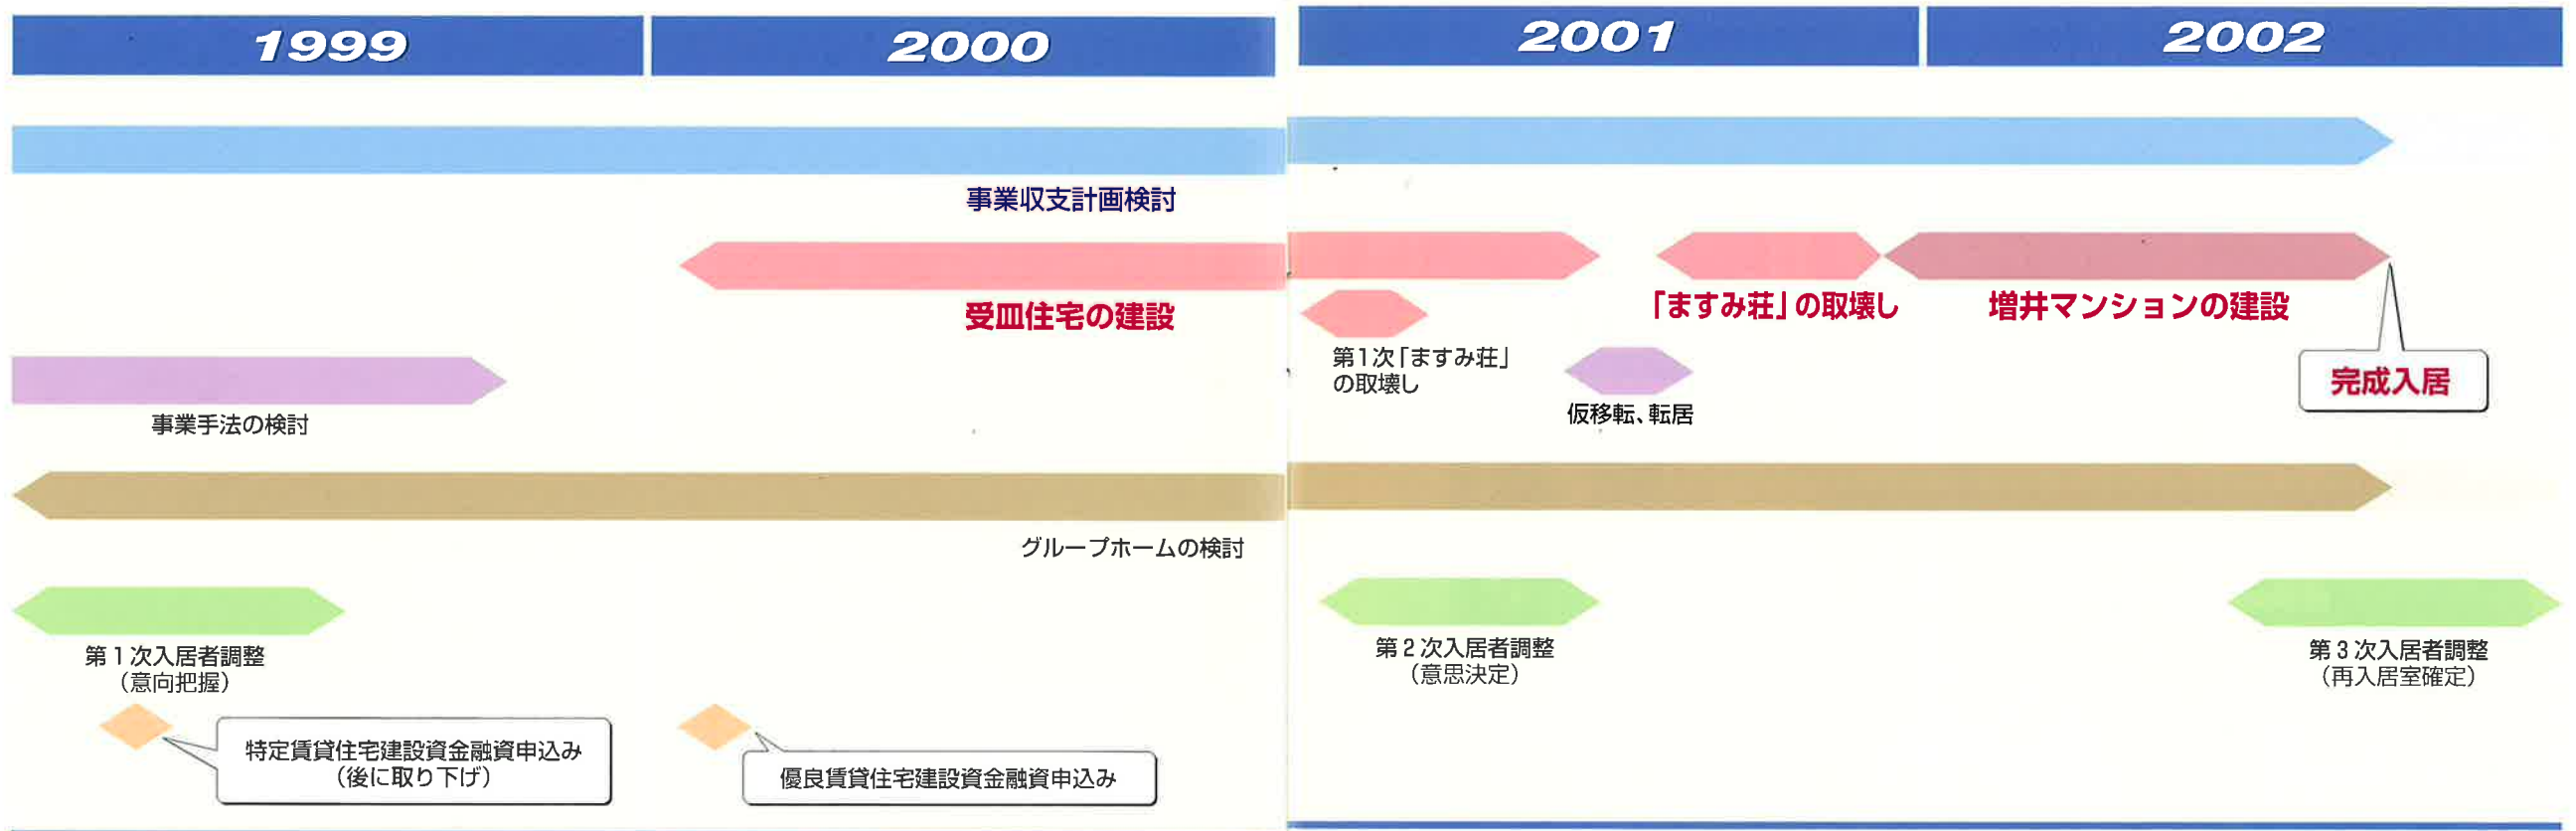 1999
2000
2001
2002
事業収支計画検討
受皿住宅の建設
「ますみ荘」の取壊し
増井マンションの建設
第1次「ますみ荘」
の取壊し
完成入居
事業手法の検討
仮移転、転居
グループホームの検討
第1次入居者調整
（意向把握）
第2次入居者調整
（意思決定）
第3次入居者調整
（再入居室確定）
特定賃貸住宅建設資金融資申込み
（後に取り下げ）
優良賃貸住宅建設資金融資申込み